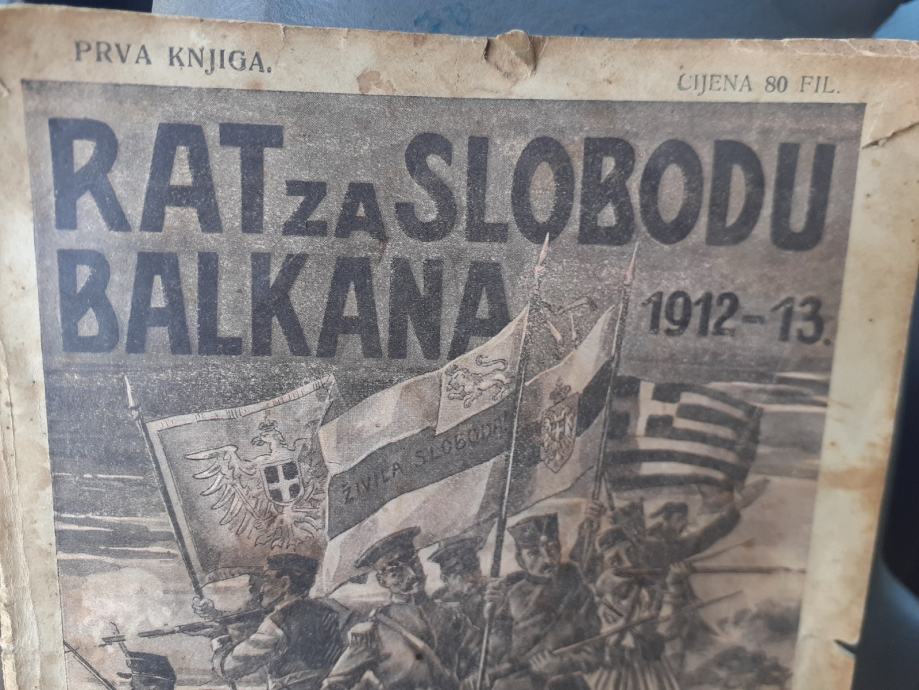 PRVA KNJIGA.
CIJENA 80 FIL.
RAT ZA SLOBODU
BALKANA
1912-13.
ŽIVILA SLOBODA!